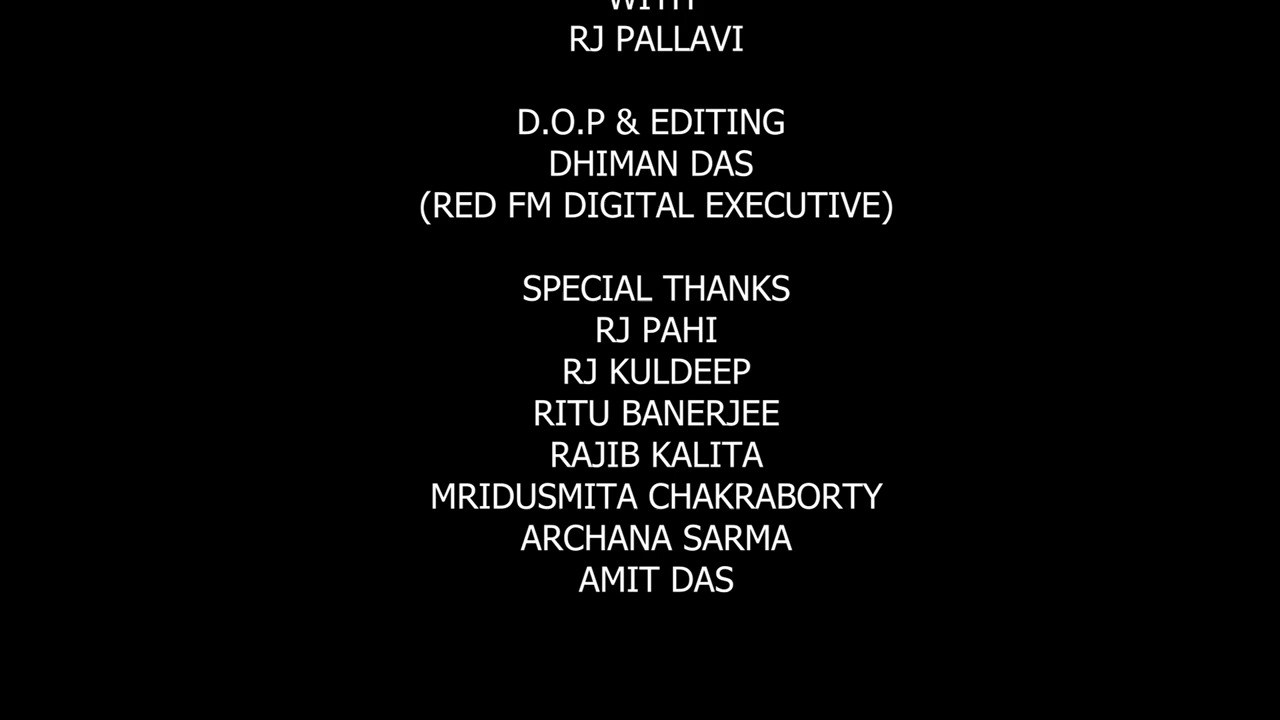 WITH
RJ PALLAVI
D.O.P & EDITING
DHIMAN DAS
(RED FM DIGITAL EXECUTIVE)
SPECIAL THANKS
RJ PAHI
RJ KULDEEP
RITU BANERJEE
RAJIB KALITA
MRIDUSMITA CHAKRABORTY
ARCHANA SARMA
AMIT DAS